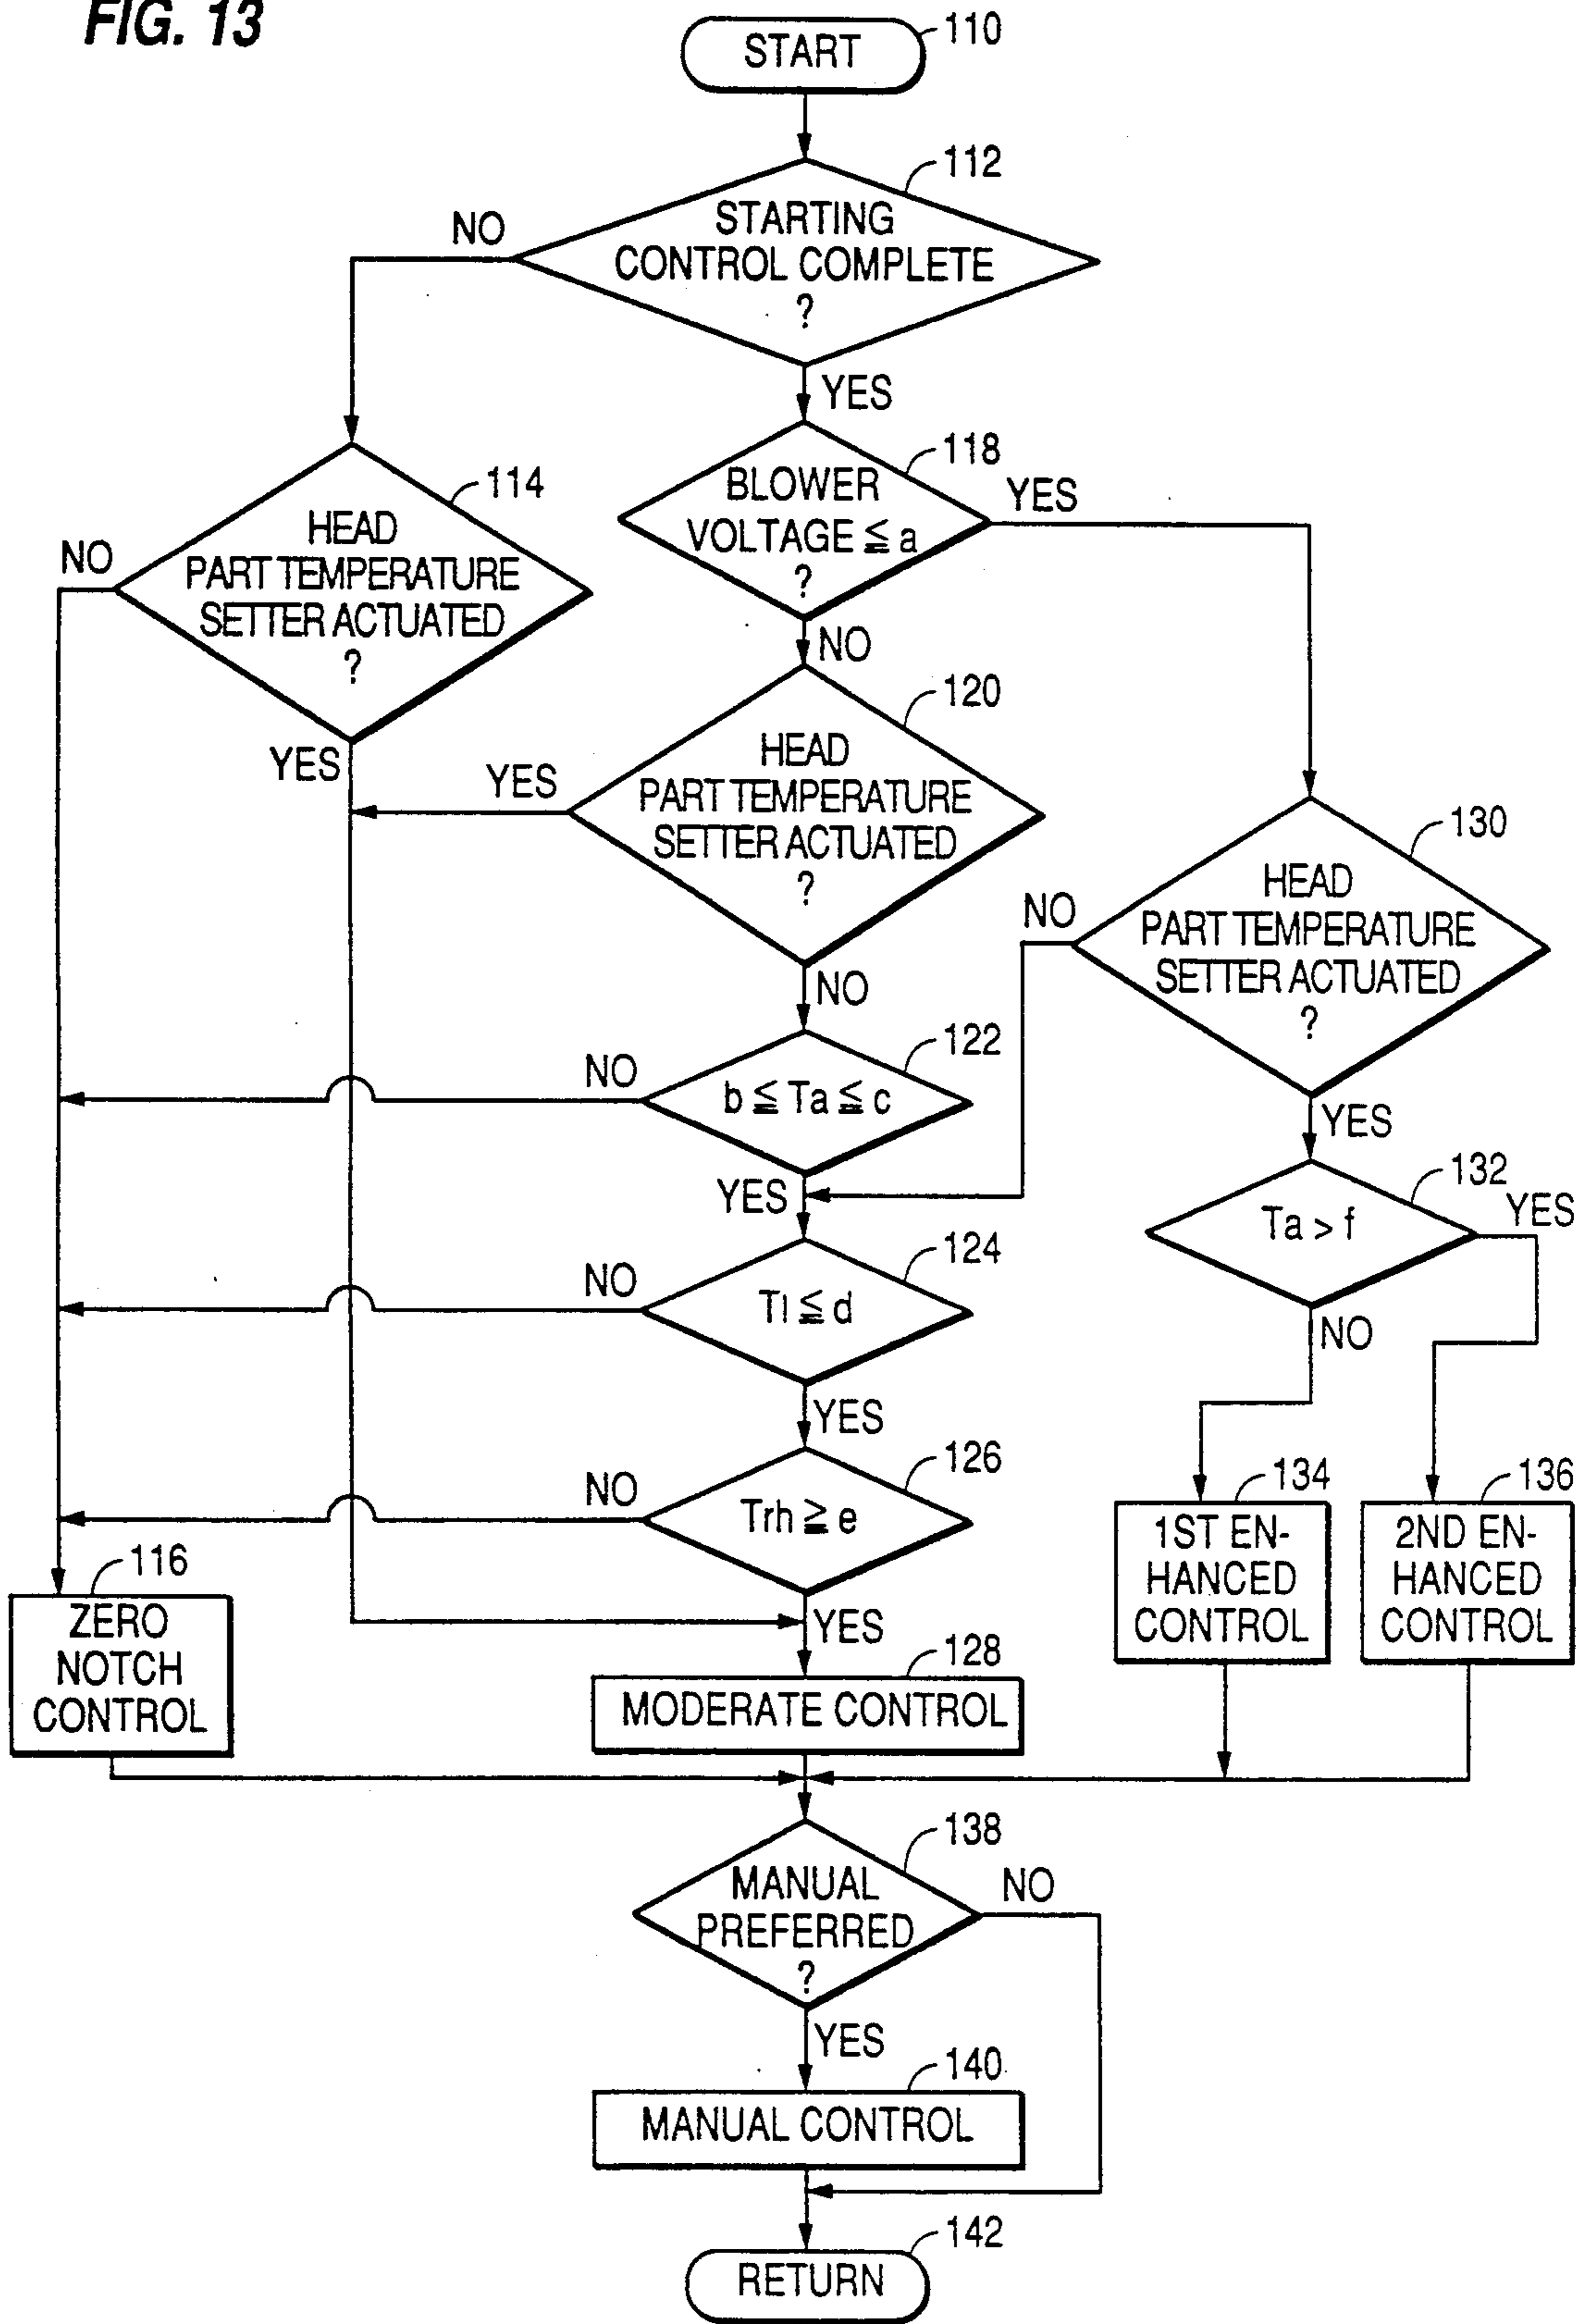 FIG. 13
START
110
112
STARTING
CONTROL COMPLETE
?
NO
YES
118
BLOWER
VOLTAGE ≦ a
?
YES
NO
114
HEAD
PART TEMPERATURE
SETTER ACTUATED
?
NO
YES
120
HEAD
PART TEMPERATURE
SETTER ACTUATED
?
YES
NO
130
HEAD
PART TEMPERATURE
SETTER ACTUATED
?
NO
YES
122
b ≦ Ta ≦ c
NO
YES
132
Ta > f
YES
NO
124
Tl ≦ d
NO
YES
126
Trh ≧ e
NO
YES
134
1ST EN-
HANCED
CONTROL
136
2ND EN-
HANCED
CONTROL
116
ZERO
NOTCH
CONTROL
128
MODERATE CONTROL
138
MANUAL
PREFERRED
?
NO
YES
140
MANUAL CONTROL
142
RETURN